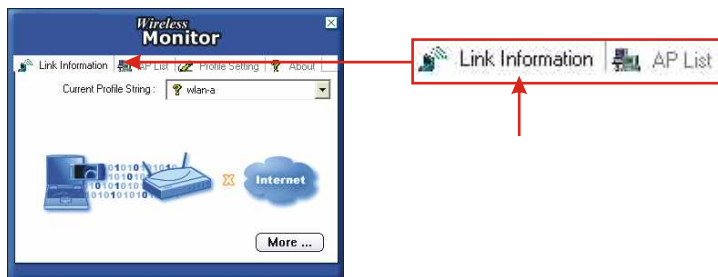 Wireless
Monitor
Link Information AP List Profile Setting About
Current Profile String : wlan-a
010101010
Internet
More ...
Link Information AP List